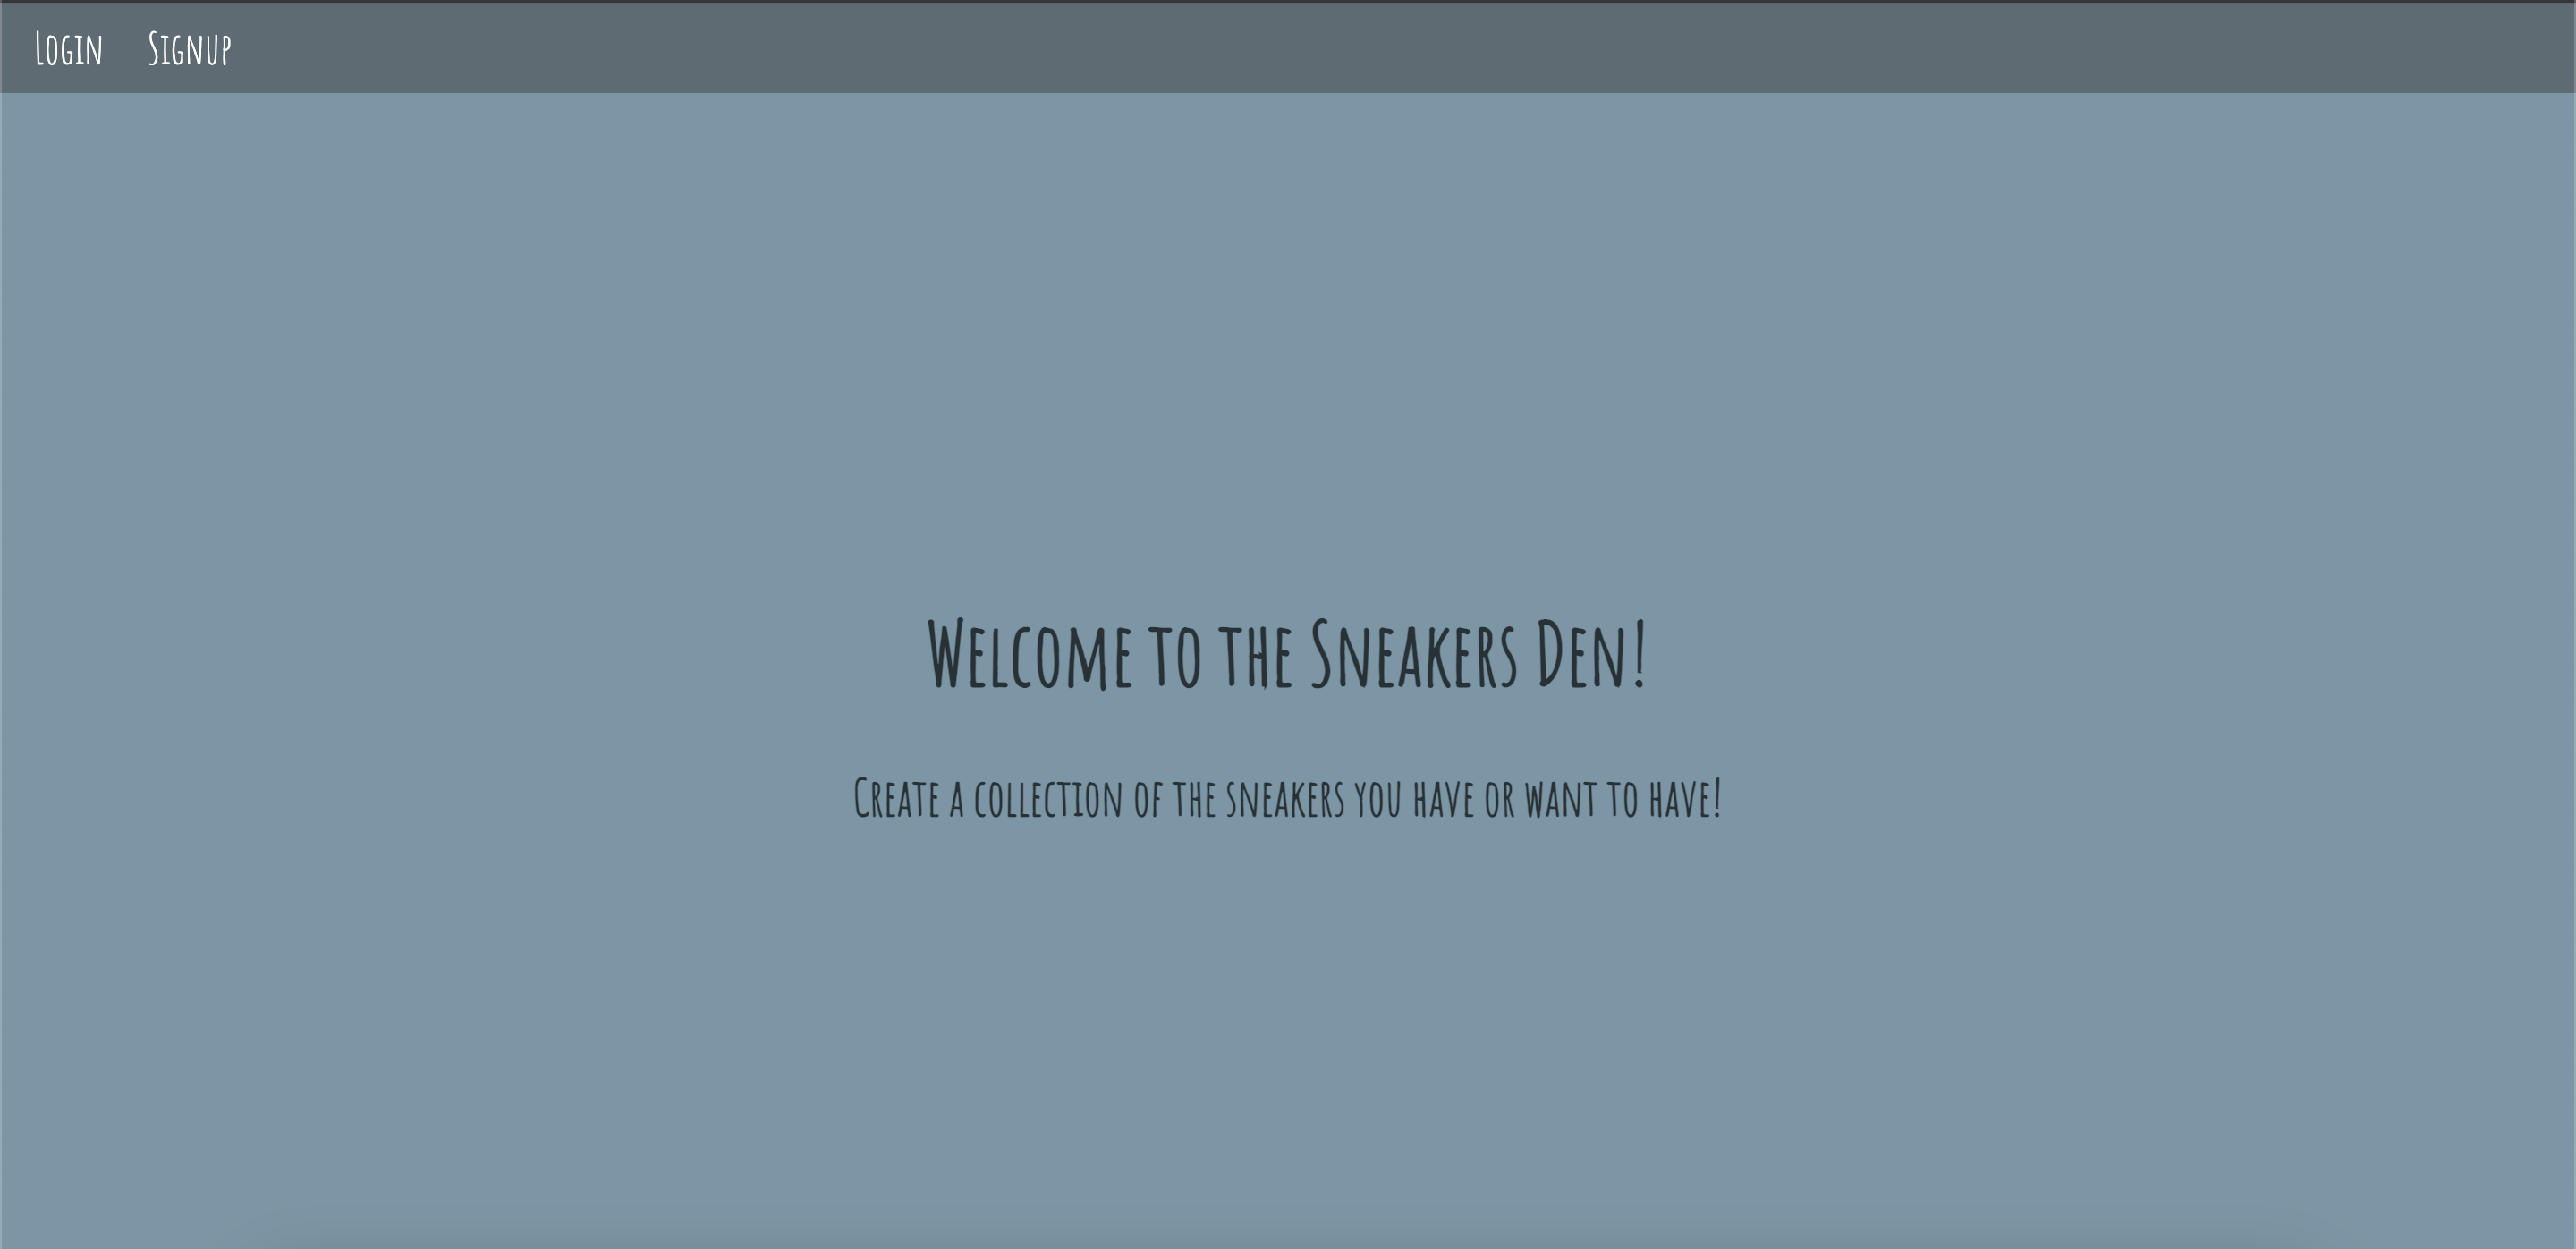 Login Signup
Welcome to the Sneakers Den!
Create a collection of the sneakers you have or want to have!